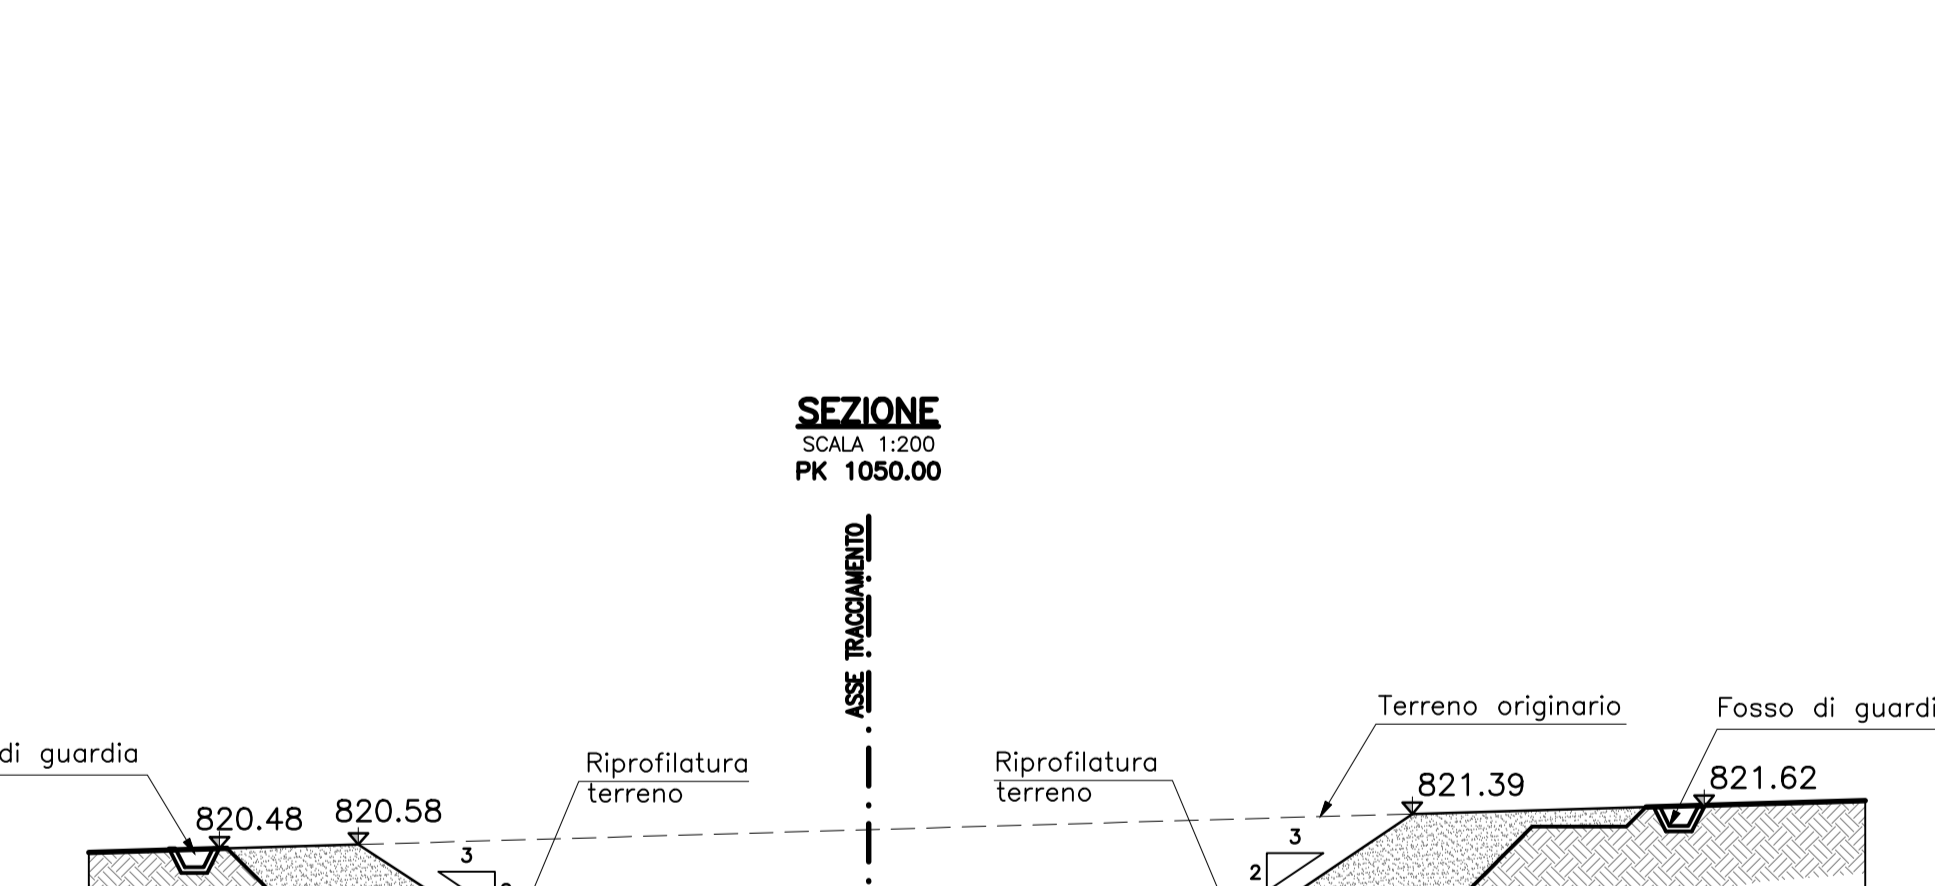 SEZIONE
SCALA 1:200
PK 1050.00
ASSE TRACCIAMENTO
Terreno originario
Fosso di guardi
di guardia
Riprofilatura
terreno
Riprofilatura
terreno
820.48
820.58
821.39
821.62
3
3
2